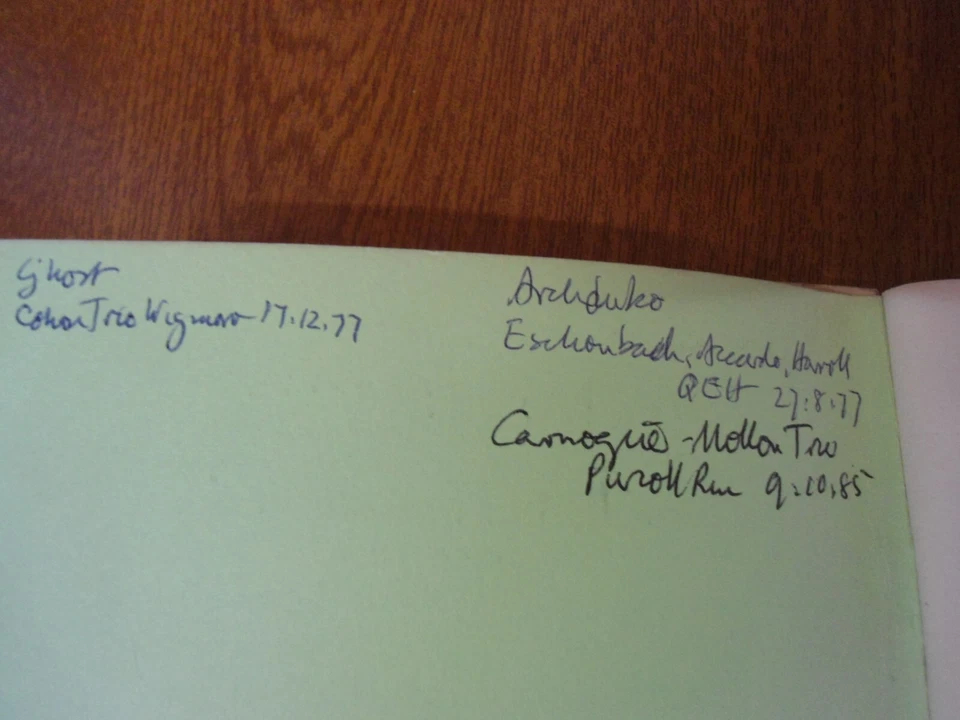 Ghost
Cohen Trio Wigmore 17.12.77
Archduke
Eschenbach, Accardo, Harrell
QEH 27.8.77
Carnegie-Mellon Trio
Purcell Rm 9.10.85